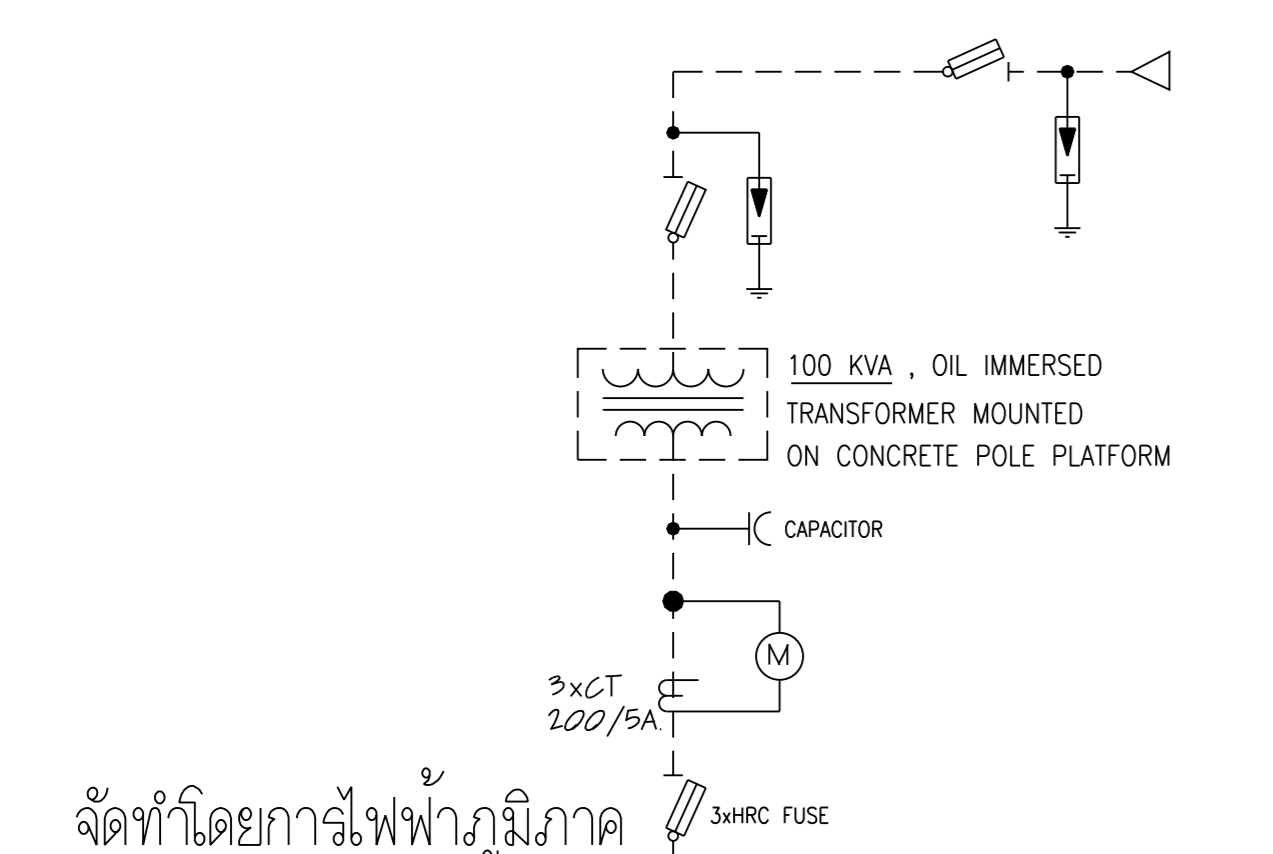 100 KVA , OIL IMMERSED
TRANSFORMER MOUNTED
ON CONCRETE POLE PLATFORM
CAPACITOR
M
3xCT
200/5A.
จัดทำโดยการไฟฟ้าภูมิภาค
3xHRC FUSE